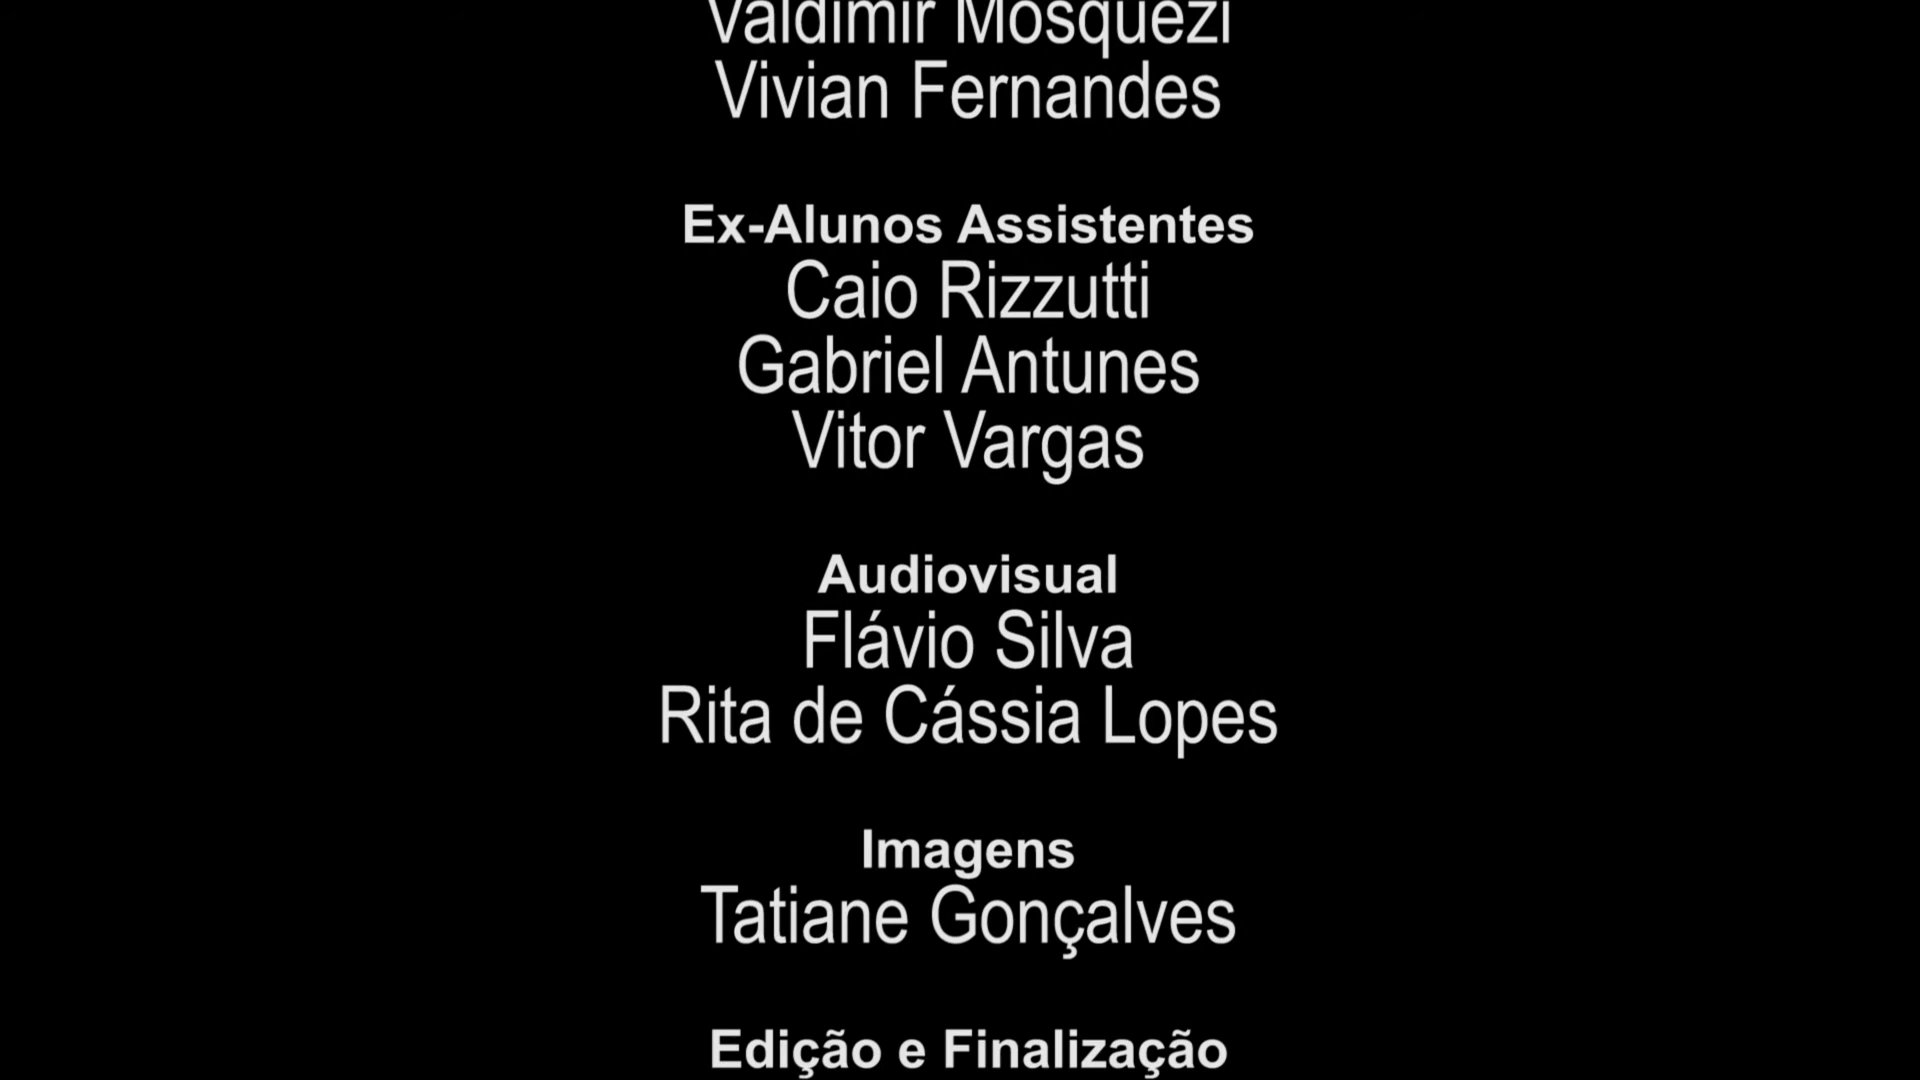 Valdimir Mosquezi
Vivian Fernandes
Ex-Alunos Assistentes
Caio Rizzutti
Gabriel Antunes
Vitor Vargas
Audiovisual
Flávio Silva
Rita de Cássia Lopes
Imagens
Tatiane Gonçalves
Edição e Finalização